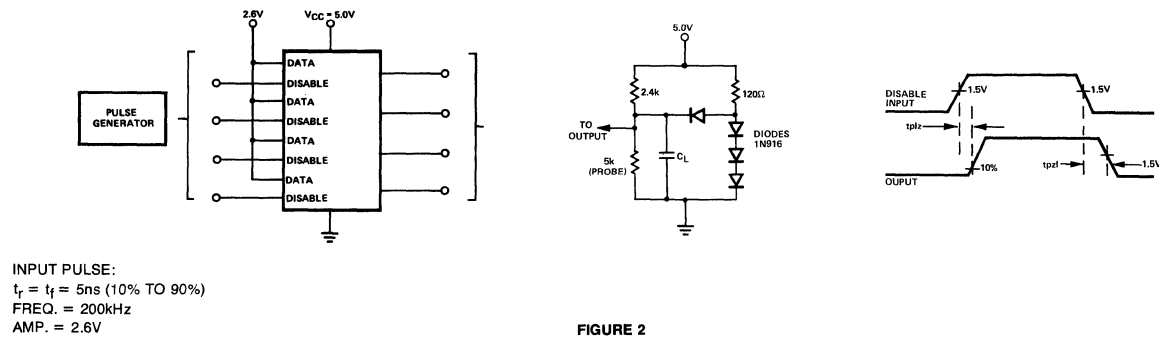 2.6V
VCC = 5.0V
DATA
DISABLE
DATA
DISABLE
DATA
DISABLE
DATA
DISABLE
PULSE
GENERATOR
5.0V
2.4k
120Ω
TO
OUTPUT
5k
(PROBE)
CL
DIODES
1N916
DISABLE
INPUT
1.5V
1.5V
tplz
10%
tpzl
1.5V
OUPUT
INPUT PULSE:
tr = tf = 5ns (10% TO 90%)
FREQ. = 200kHz
AMP. = 2.6V
FIGURE 2